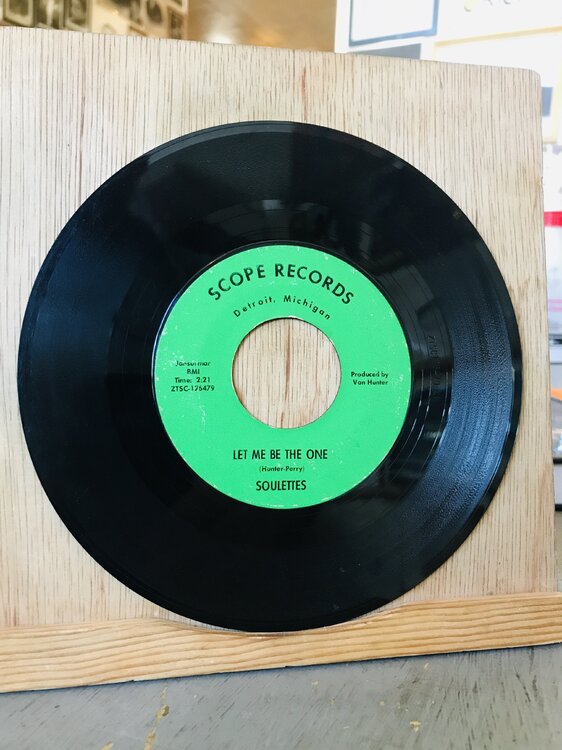 SCOPE RECORDS
Detroit, Michigan
BMI
Time: 2:21
ZTSC-176479
Produced by
Van Hunter
LET ME BE THE ONE
(Hunter-Perry)
SOULETTES